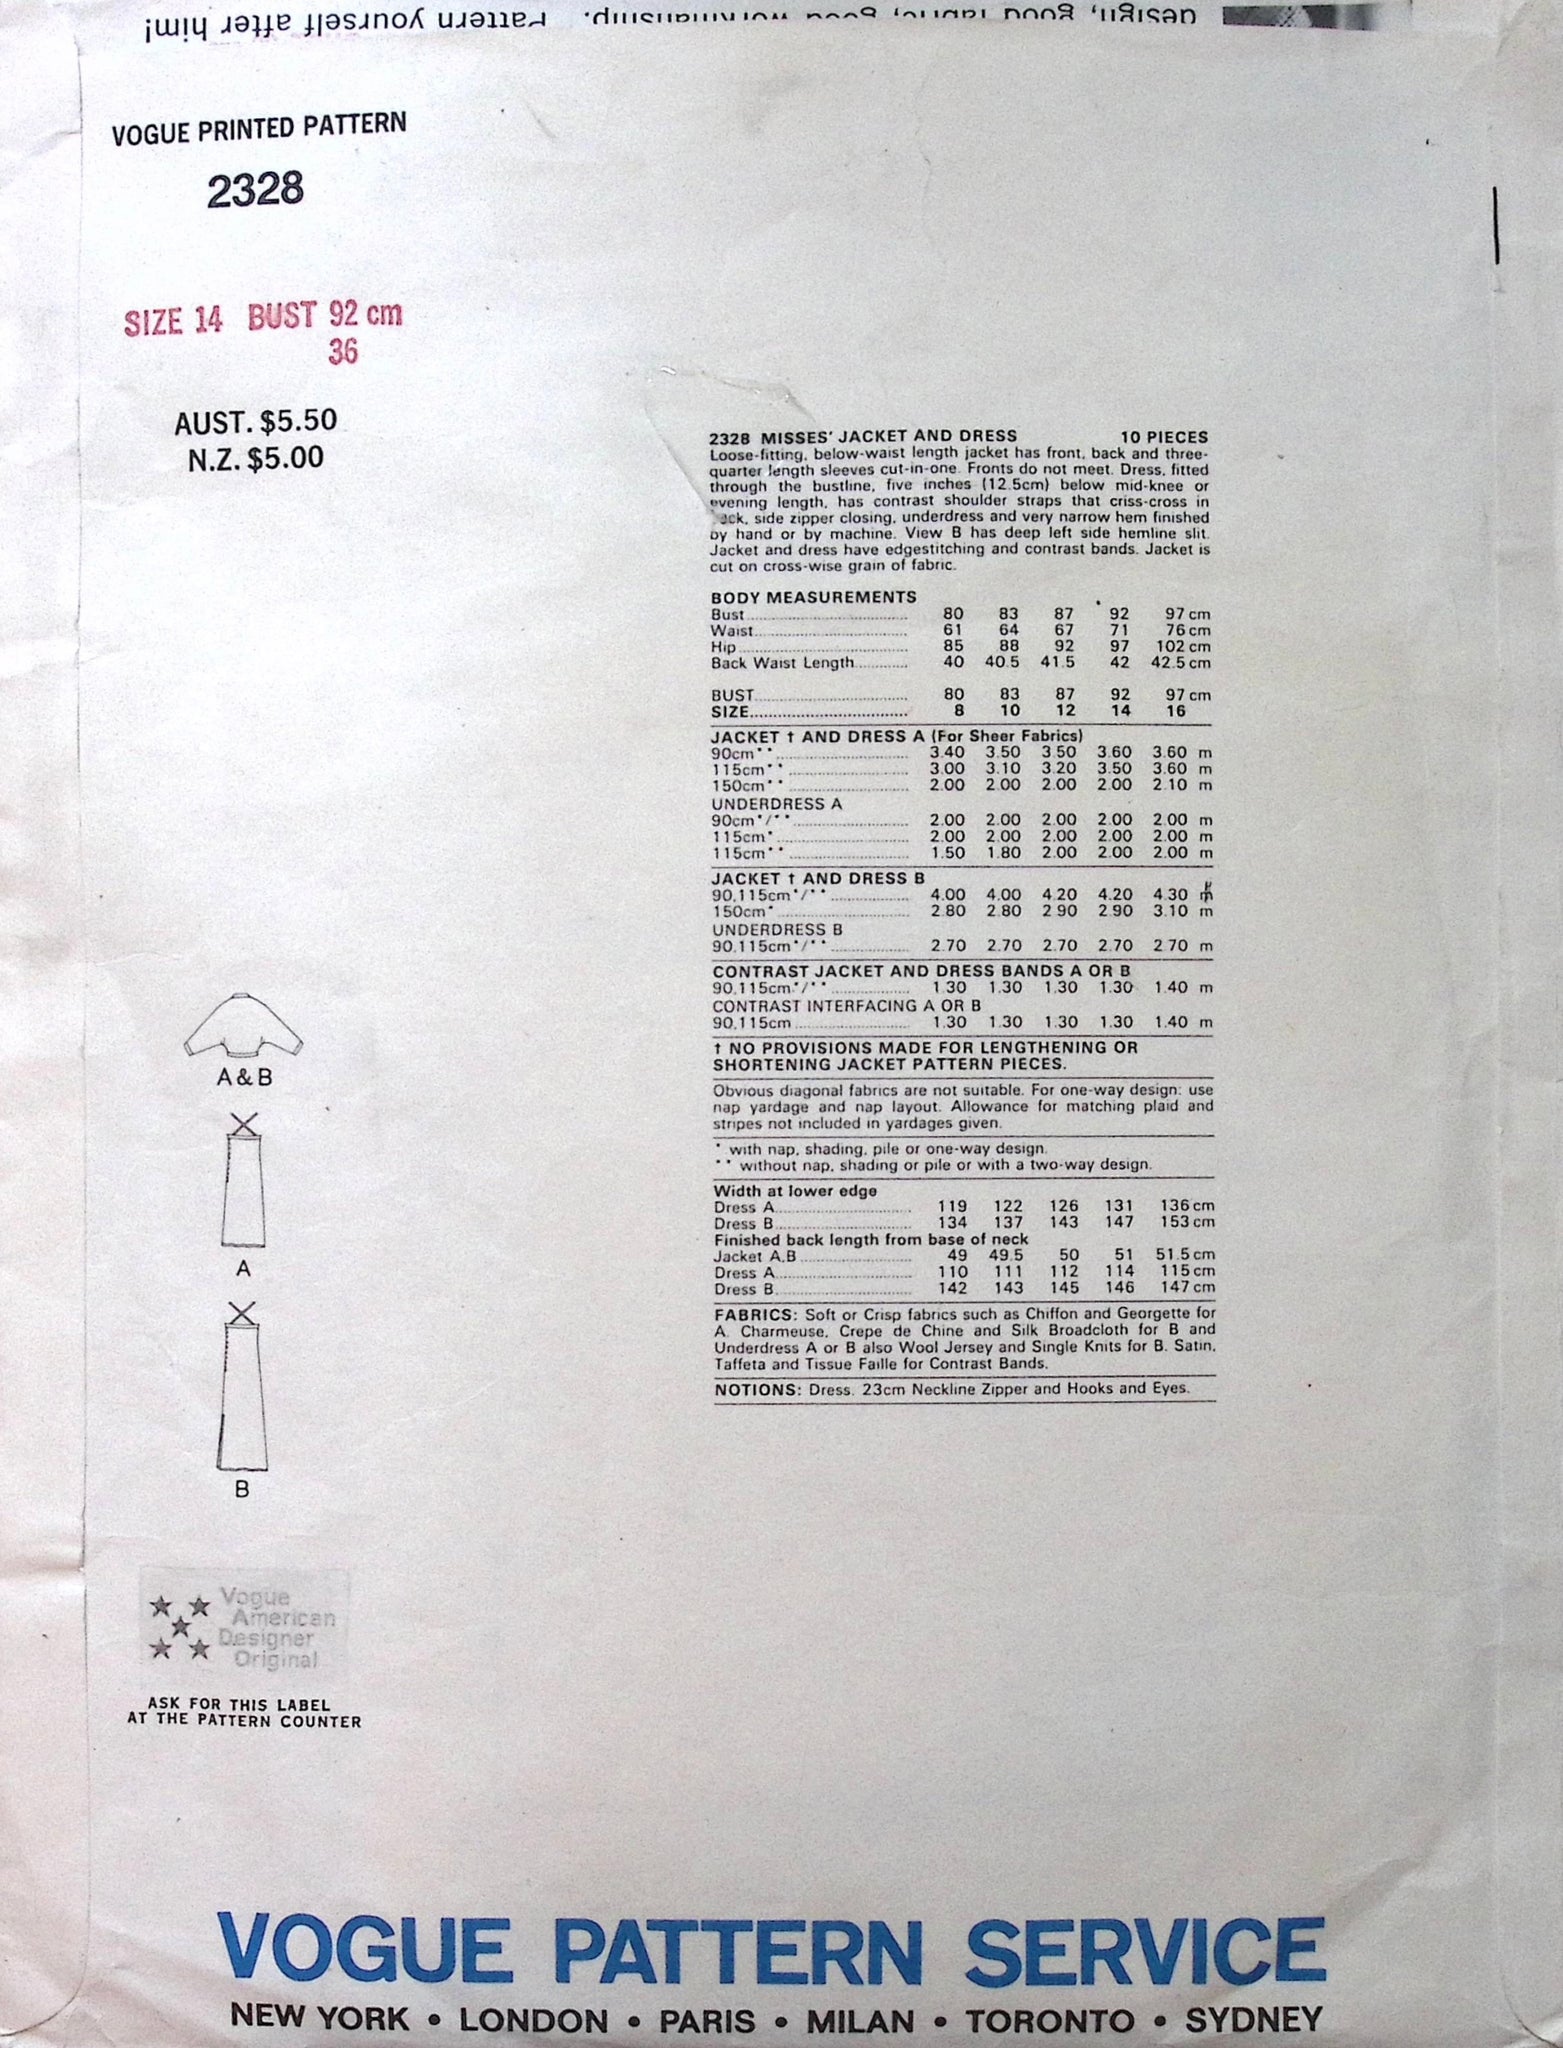 Pattern yourself after him!
design, good fabric, good workmanship.
VOGUE PRINTED PATTERN
2328
SIZE 14 BUST 92 cm
36
AUST. $5.50
N.Z. $5.00
2328 MISSES' JACKET AND DRESS 10 PIECES
Loose-fitting, below-waist length jacket has front, back and three-
quarter length sleeves cut-in-one. Fronts do not meet. Dress, fitted
through the bustline, five inches (12.5cm) below mid-knee or
evening length, has contrast shoulder straps that criss-cross in
side zipper closing, underdress and very narrow hem finished
by hand or by machine. View B has deep left side hemline slit.
Jacket and dress have edgestitching and contrast bands. Jacket is
cut on cross-wise grain of fabric.
BODY MEASUREMENTS
Bust 80 83 87 92 97 cm
Waist 61 64 67 71 76 cm
Hip 85 88 92 97 102 cm
Back Waist Length 40 40.5 41.5 42 42.5 cm
BUST 80 83 87 92 97 cm
SIZE 8 10 12 14 16
JACKET † AND DRESS A (For Sheer Fabrics)
90cm** 3.40 3.50 3.50 3.60 3.60 m
115cm** 3.00 3.10 3.20 3.50 3.60 m
150cm** 2.00 2.00 2.00 2.00 2.10 m
UNDERDRESS A
90cm*/** 2.00 2.00 2.00 2.00 2.00 m
115cm* 2.00 2.00 2.00 2.00 2.00 m
115cm** 1.50 1.80 2.00 2.00 2.00 m
JACKET † AND DRESS B
90,115cm*/** 4.00 4.00 4.20 4.20 4.30 m
150cm* 2.80 2.80 2.90 2.90 3.10 m
UNDERDRESS B
90,115cm*/** 2.70 2.70 2.70 2.70 2.70 m
CONTRAST JACKET AND DRESS BANDS A OR B
90,115cm*/** 1.30 1.30 1.30 1.30 1.40 m
CONTRAST INTERFACING A OR B
90,115cm 1.30 1.30 1.30 1.30 1.40 m
† NO PROVISIONS MADE FOR LENGTHENING OR
SHORTENING JACKET PATTERN PIECES.
Obvious diagonal fabrics are not suitable. For one-way design: use
nap yardage and nap layout. Allowance for matching plaid and
stripes not included in yardages given.
* with nap, shading, pile or one-way design.
** without nap, shading or pile or with a two-way design.
Width at lower edge
Dress A 119 122 126 131 136 cm
Dress B 134 137 143 147 153 cm
Finished back length from base of neck
Jacket A,B 49 49.5 50 51 51.5 cm
Dress A 110 111 112 114 115 cm
Dress B 142 143 145 146 147 cm
FABRICS: Soft or Crisp fabrics such as Chiffon and Georgette for
A. Charmeuse, Crepe de Chine and Silk Broadcloth for B and
Underdress A or B also Wool Jersey and Single Knits for B. Satin,
Taffeta and Tissue Faille for Contrast Bands.
NOTIONS: Dress. 23cm Neckline Zipper and Hooks and Eyes.
A & B
A
B
Vogue
American
Designer
Original
ASK FOR THIS LABEL
AT THE PATTERN COUNTER
VOGUE PATTERN SERVICE
NEW YORK • LONDON • PARIS • MILAN • TORONTO • SYDNEY